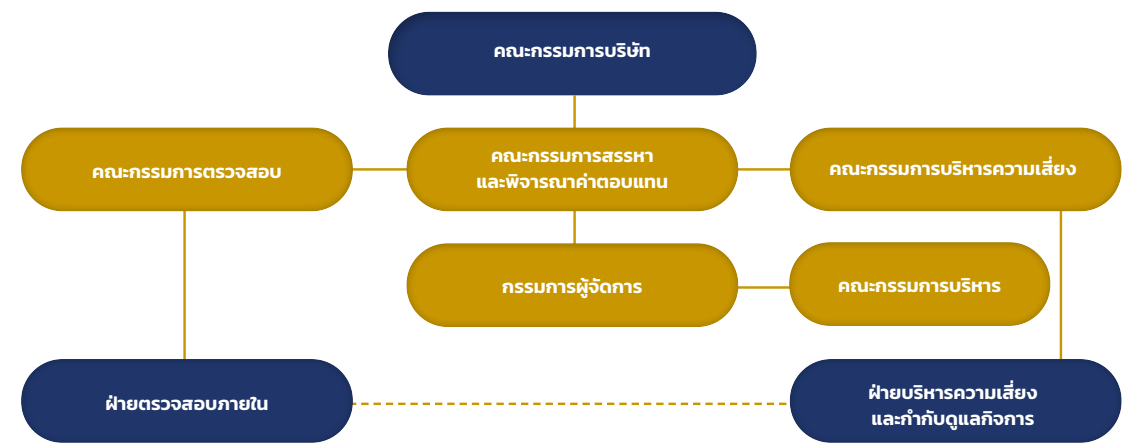 คณะกรรมการบริษัท
คณะกรรมการตรวจสอบ
คณะกรรมการสรรหา
และพิจารณาค่าตอบแทน
คณะกรรมการบริหารความเสี่ยง
กรรมการผู้จัดการ
คณะกรรมการบริหาร
ฝ่ายตรวจสอบภายใน
ฝ่ายบริหารความเสี่ยง
และกำกับดูแลกิจการ